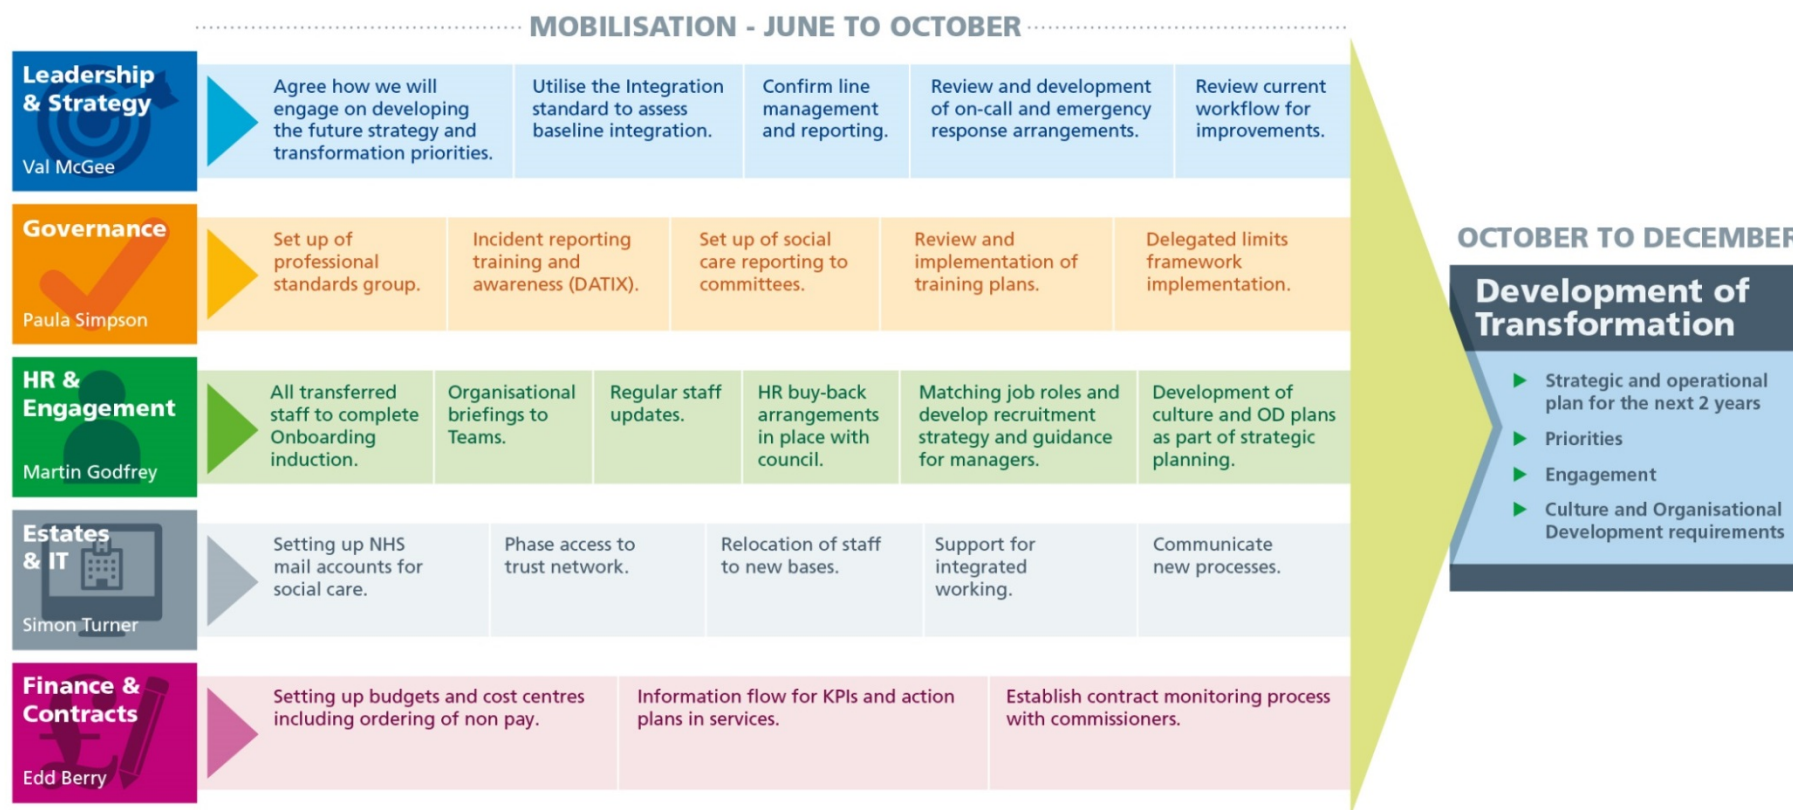 MOBILISATION - JUNE TO OCTOBER
Leadership
& Strategy
Val McGee
Agree how we will
engage on developing
the future strategy and
transformation priorities.
Utilise the Integration
standard to assess
baseline integration.
Confirm line
management
and reporting.
Review and development
of on-call and emergency
response arrangements.
Review current
workflow for
improvements.
Governance
Paula Simpson
Set up of
professional
standards group.
Incident reporting
training and
awareness (DATIX).
Set up of social
care reporting to
committees.
Review and
implementation of
training plans.
Delegated limits
framework
implementation.
HR &
Engagement
Martin Godfrey
All transferred
staff to complete
Onboarding
induction.
Organisational
briefings to
Teams.
Regular staff
updates.
HR buy-back
arrangements
in place with
council.
Matching job roles and
develop recruitment
strategy and guidance
for managers.
Development of
culture and OD plans
as part of strategic
planning.
Estates
& IT
Simon Turner
Setting up NHS
mail accounts for
social care.
Phase access to
trust network.
Relocation of staff
to new bases.
Support for
integrated
working.
Communicate
new processes.
Finance &
Contracts
Edd Berry
Setting up budgets and cost centres
including ordering of non pay.
Information flow for KPIs and action
plans in services.
Establish contract monitoring process
with commissioners.
OCTOBER TO DECEMBER
Development of
Transformation
Strategic and operational
plan for the next 2 years
Priorities
Engagement
Culture and Organisational
Development requirements